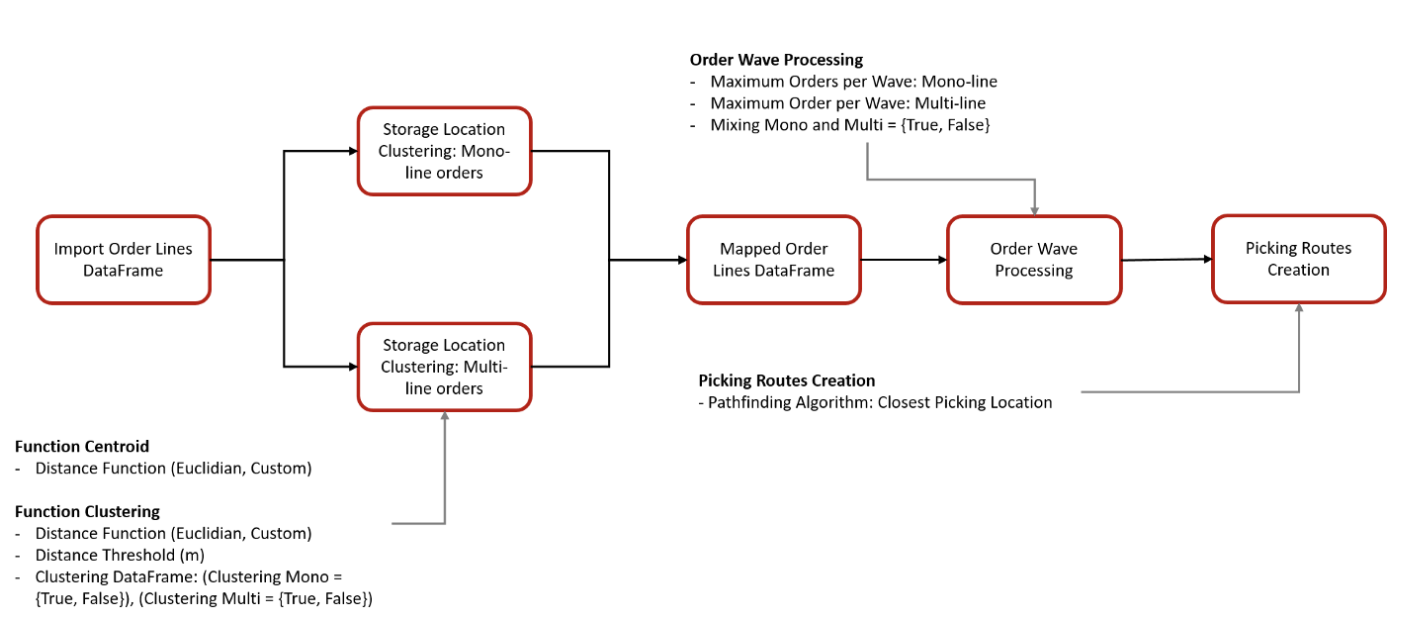 Order Wave Processing
- Maximum Orders per Wave: Mono-line
- Maximum Order per Wave: Multi-line
- Mixing Mono and Multi = {True, False}
Storage Location
Clustering: Mono-
line orders
Import Order Lines
DataFrame
Mapped Order
Lines DataFrame
Order Wave
Processing
Picking Routes
Creation
Storage Location
Clustering: Multi-
line orders
Picking Routes Creation
- Pathfinding Algorithm: Closest Picking Location
Function Centroid
- Distance Function (Euclidian, Custom)
Function Clustering
- Distance Function (Euclidian, Custom)
- Distance Threshold (m)
- Clustering DataFrame: (Clustering Mono =
{True, False}), (Clustering Multi = {True, False})